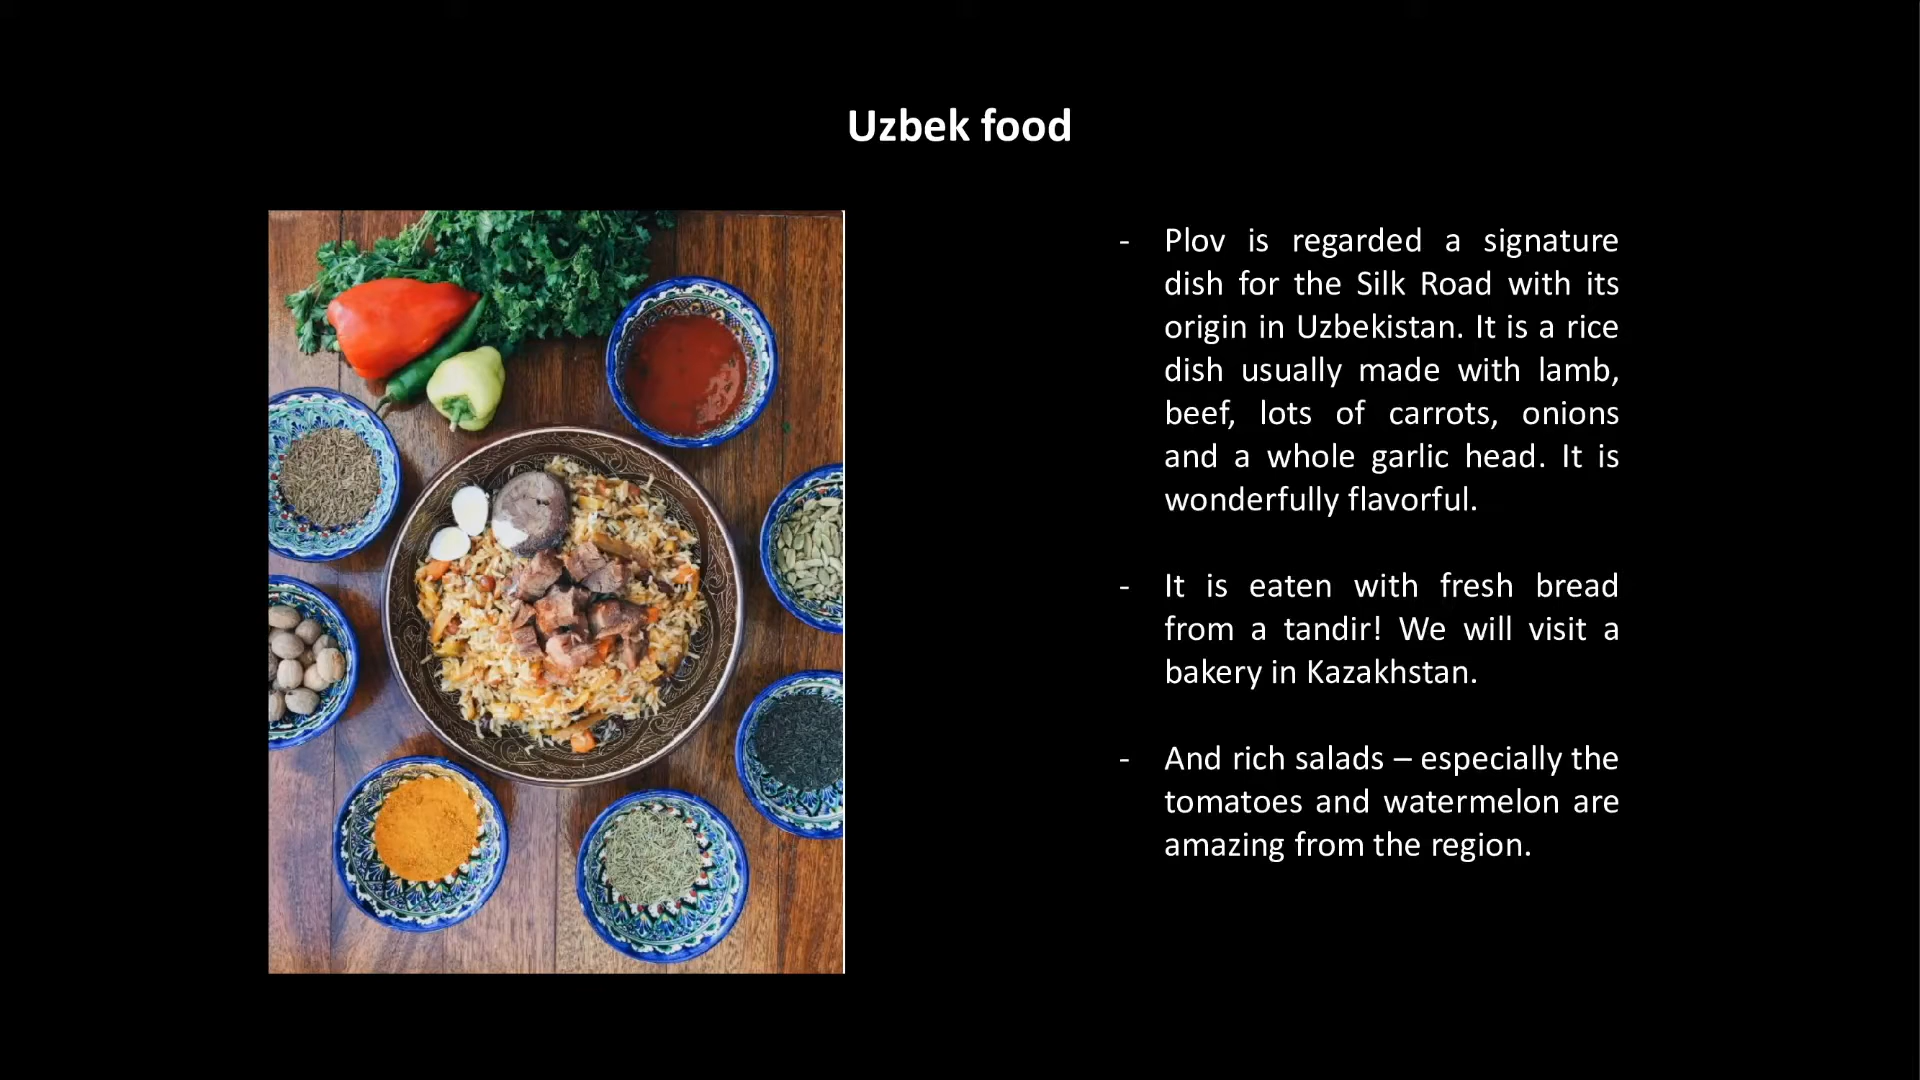 Uzbek food
- Plov is regarded a signature
dish for the Silk Road with its
origin in Uzbekistan. It is a rice
dish usually made with lamb,
beef, lots of carrots, onions
and a whole garlic head. It is
wonderfully flavorful.
- It is eaten with fresh bread
from a tandir! We will visit a
bakery in Kazakhstan.
- And rich salads – especially the
tomatoes and watermelon are
amazing from the region.